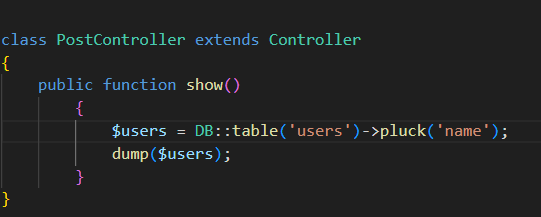 class PostController extends Controller
{
    public function show()
        {
            $users = DB::table('users')->pluck('name');
            dump($users);
        }
}